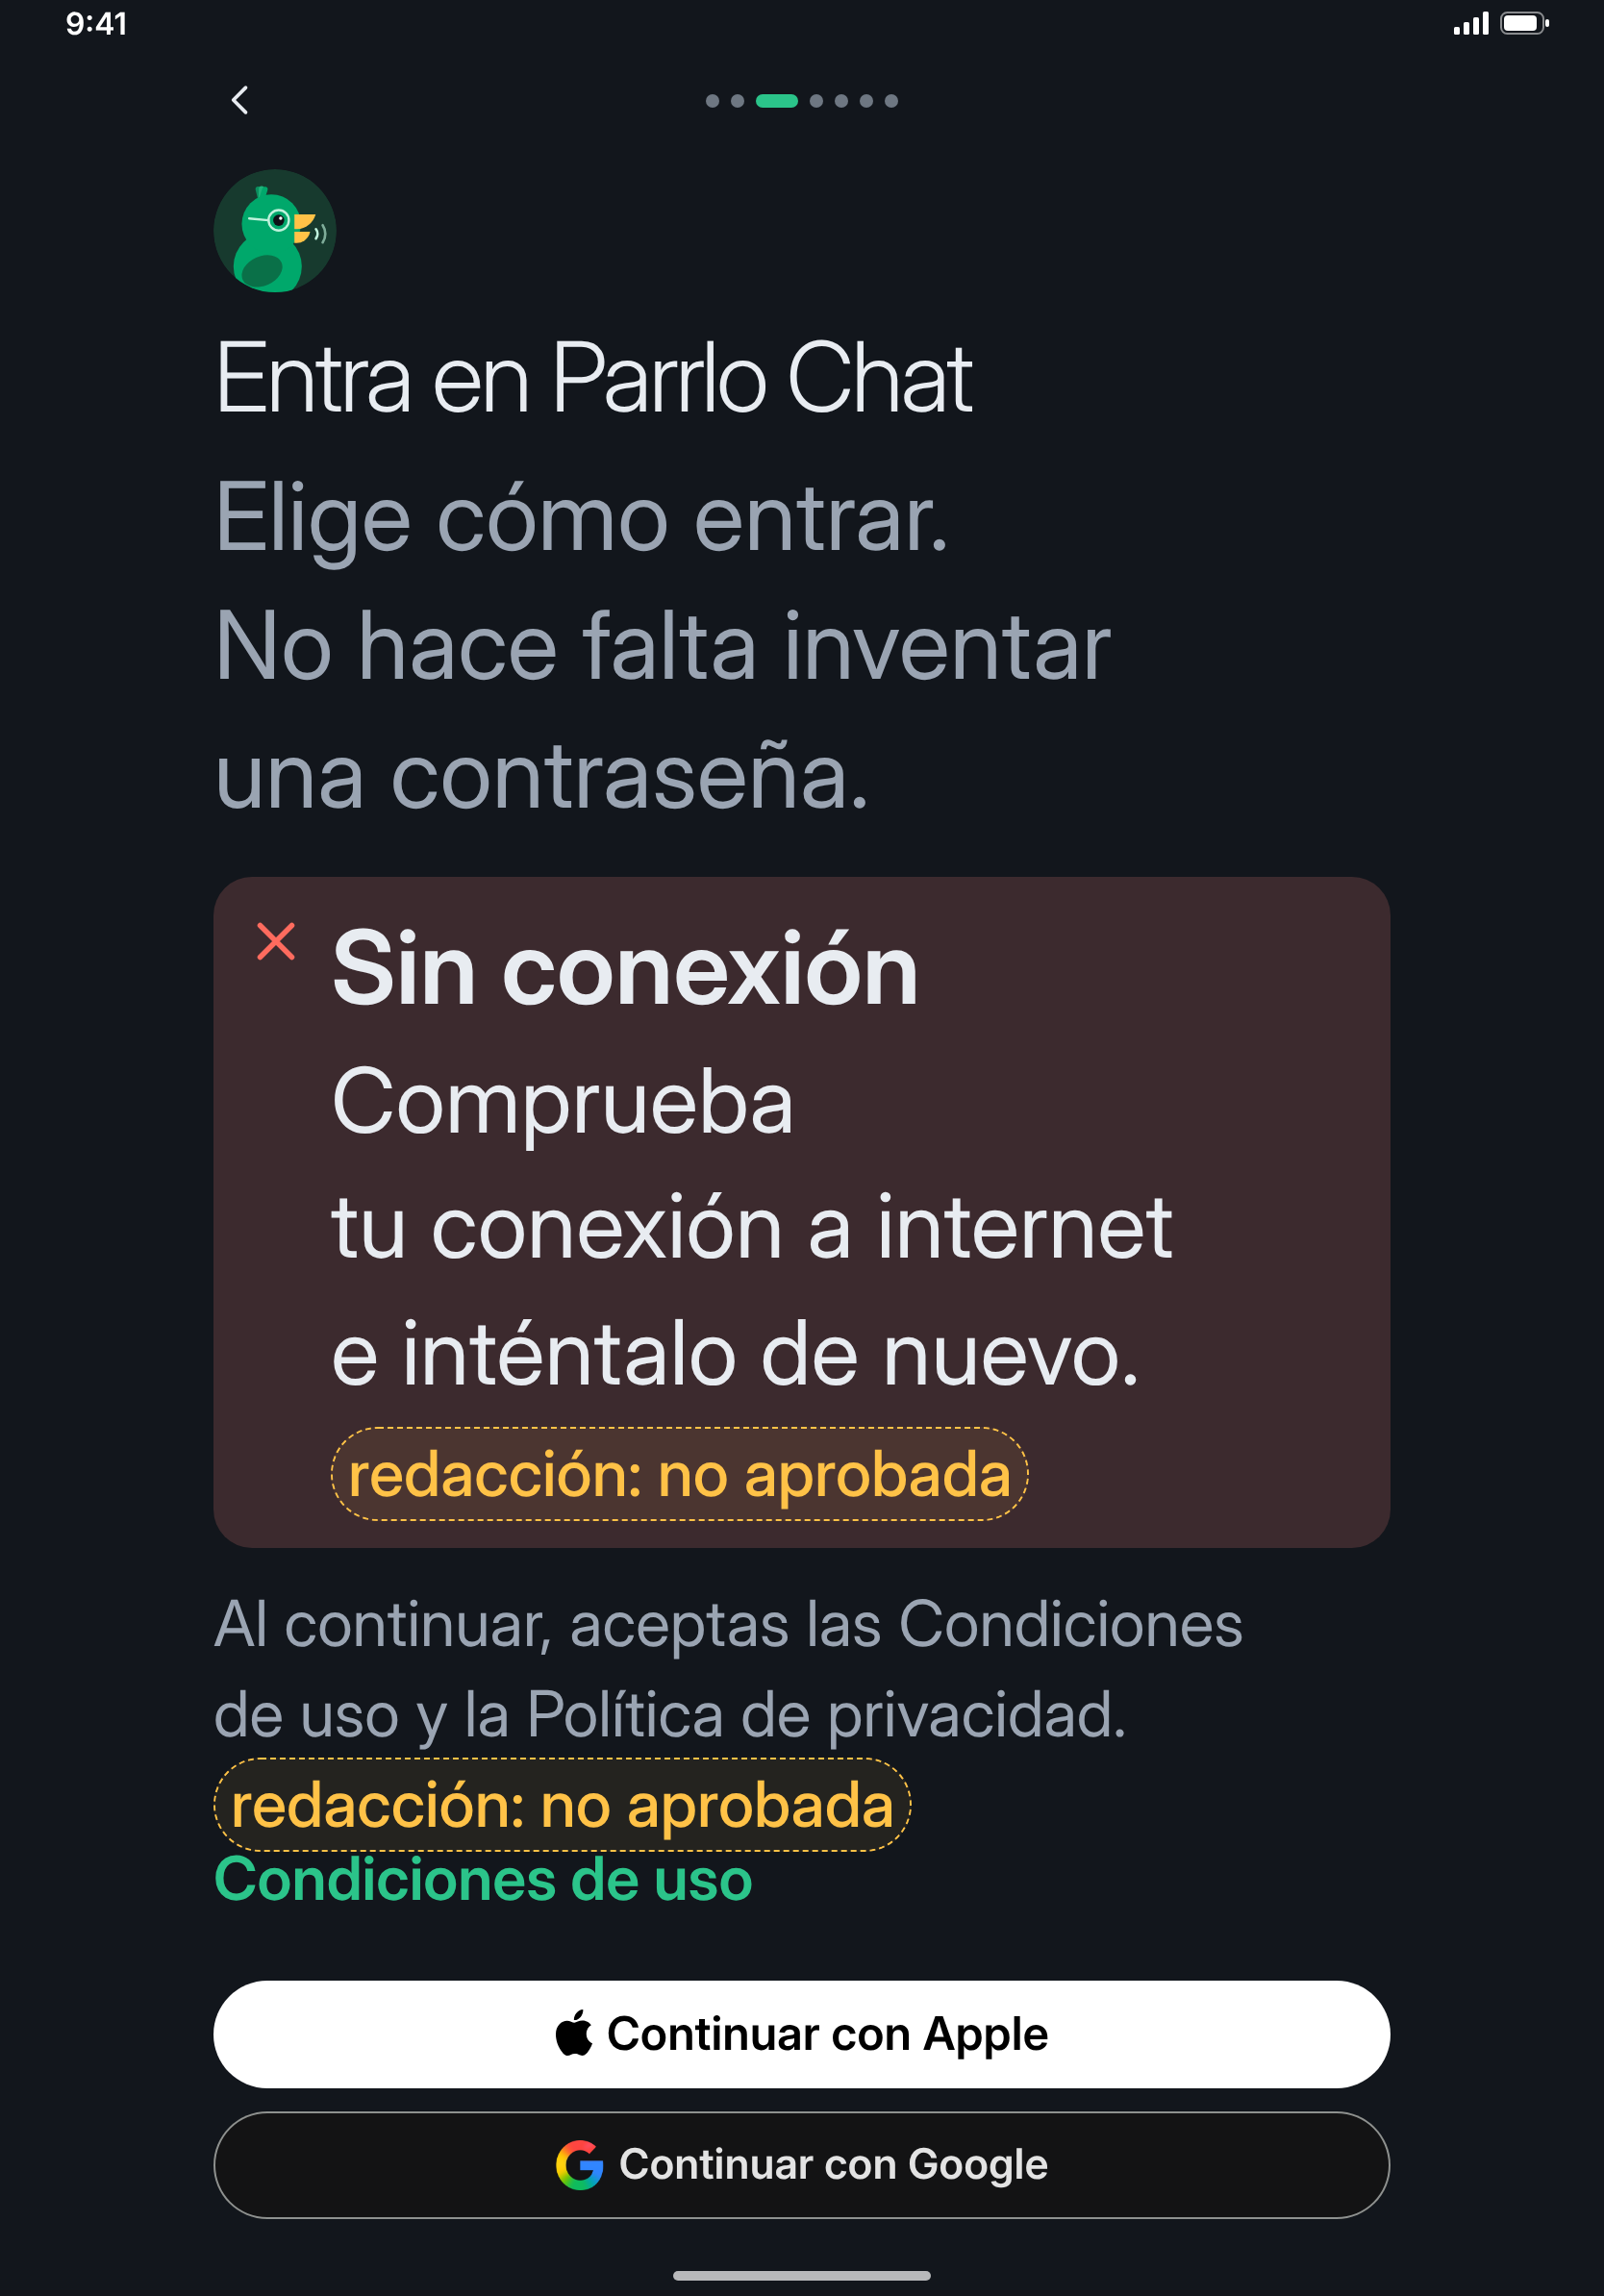 9:41
Entra en Parrlo Chat
Elige cómo entrar.
No hace falta inventar
una contraseña.
Sin conexión
Comprueba
tu conexión a internet
e inténtalo de nuevo.
redacción: no aprobada
Al continuar, aceptas las Condiciones
de uso y la Política de privacidad.
redacción: no aprobada
Condiciones de uso
Continuar con Apple
Continuar con Google